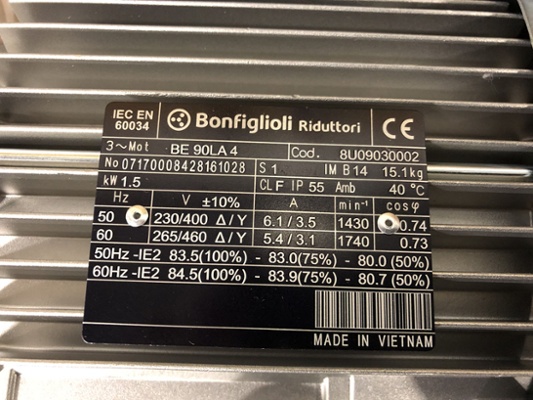 IEC EN 60034 Bonfiglioli Riduttori CE
3~Mot BE 90LA 4 Cod. 8U09030002
No 07170008428161028 S 1 IM B14 15.1kg
kW 1.5 CL F IP 55 Amb 40 °C
Hz V ±10% A min⁻¹ cosφ
50 230/400 Δ/Y 6.1/3.5 1430 0.74
60 265/460 Δ/Y 5.4/3.1 1740 0.73
50Hz -IE2 83.5(100%) - 83.0(75%) - 80.0 (50%)
60Hz -IE2 84.5(100%) - 83.9(75%) - 80.7 (50%)
MADE IN VIETNAM